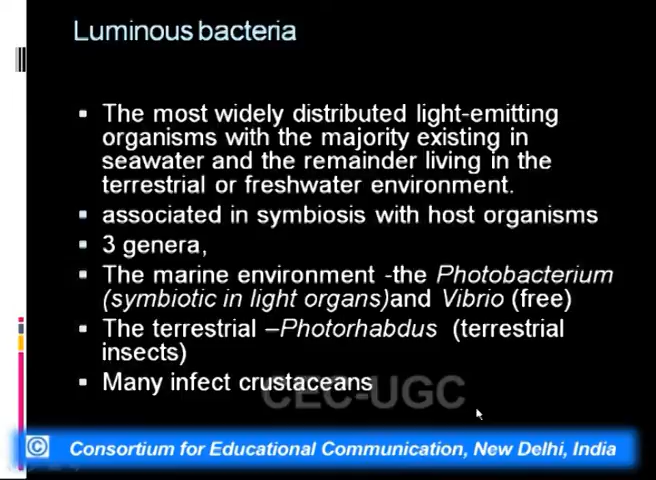 Luminous bacteria
▪ The most widely distributed light-emitting
organisms with the majority existing in
seawater and the remainder living in the
terrestrial or freshwater environment.
▪ associated in symbiosis with host organisms
▪ 3 genera,
▪ The marine environment -the Photobacterium
(symbiotic in light organs)and Vibrio (free)
▪ The terrestrial –Photorhabdus (terrestrial
insects)
▪ Many infect crustaceans
CEC-UGC
© Consortium for Educational Communication, New Delhi, India